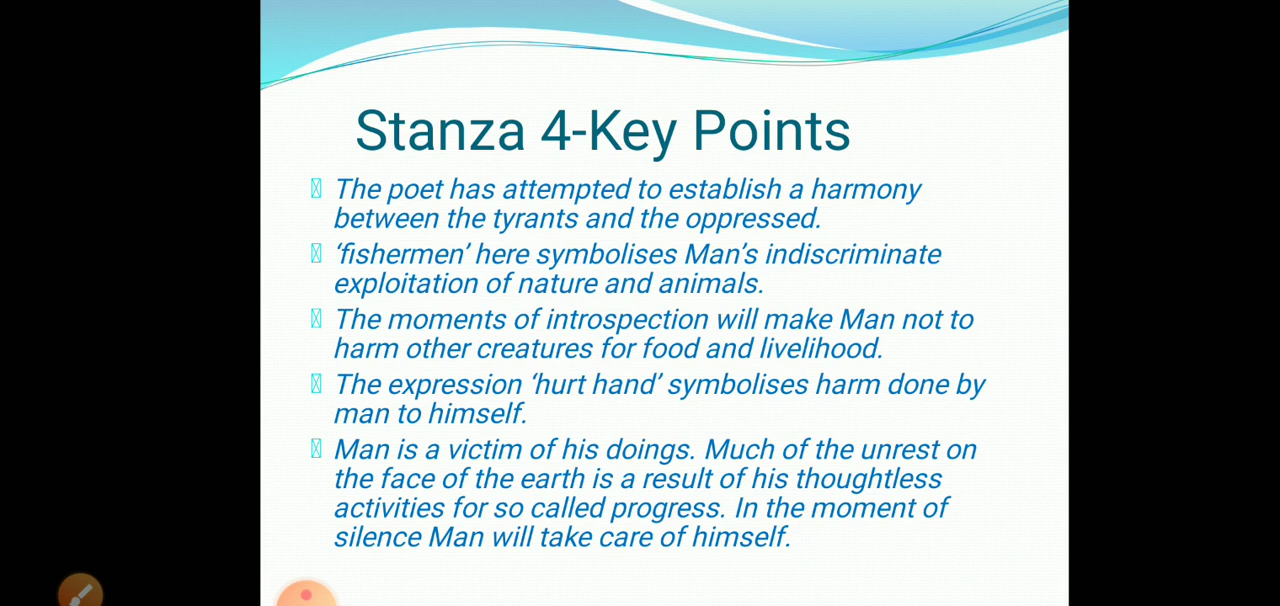 Stanza 4-Key Points
The poet has attempted to establish a harmony
between the tyrants and the oppressed.
‘fishermen’ here symbolises Man’s indiscriminate
exploitation of nature and animals.
The moments of introspection will make Man not to
harm other creatures for food and livelihood.
The expression ‘hurt hand’ symbolises harm done by
man to himself.
Man is a victim of his doings. Much of the unrest on
the face of the earth is a result of his thoughtless
activities for so called progress. In the moment of
silence Man will take care of himself.